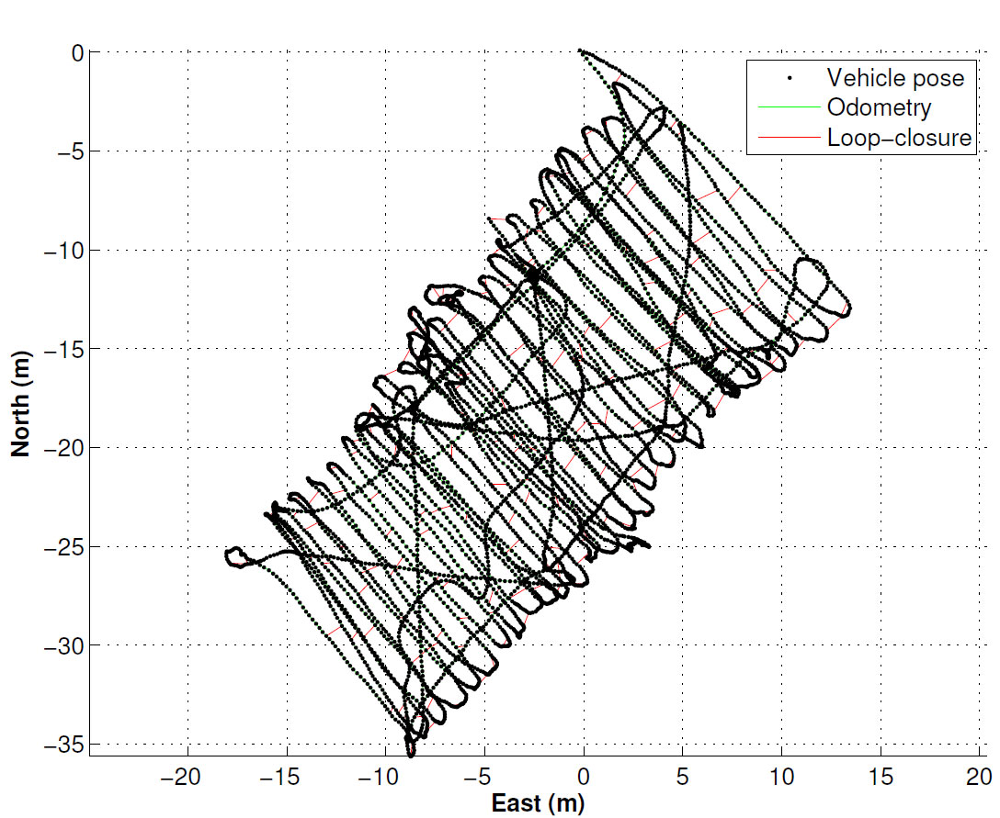 0
−5
−10
−15
−20
−25
−30
−35
North (m)
−20 −15 −10 −5 0 5 10 15 20
East (m)
Vehicle pose
Odometry
Loop−closure